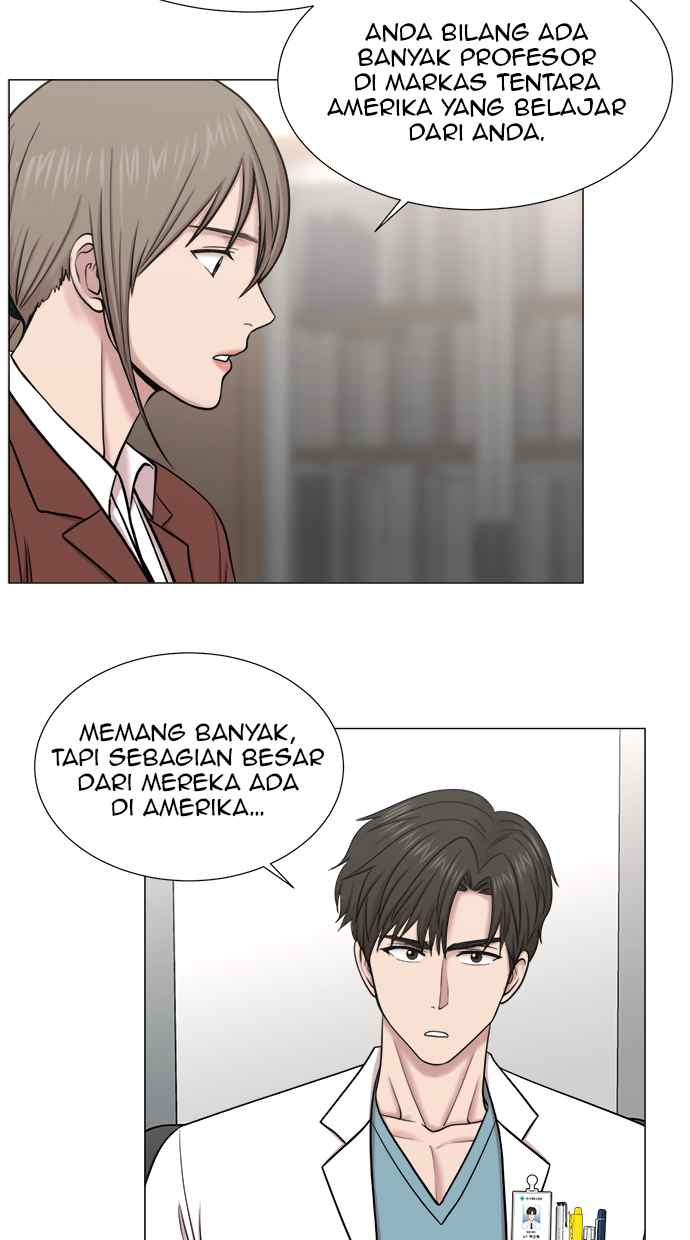 ANDA BILANG ADA
BANYAK PROFESOR
DI MARKAS TENTARA
AMERIKA YANG BELAJAR
DARI ANDA.
MEMANG BANYAK,
TAPI SEBAGIAN BESAR
DARI MEREKA ADA
DI AMERIKA...